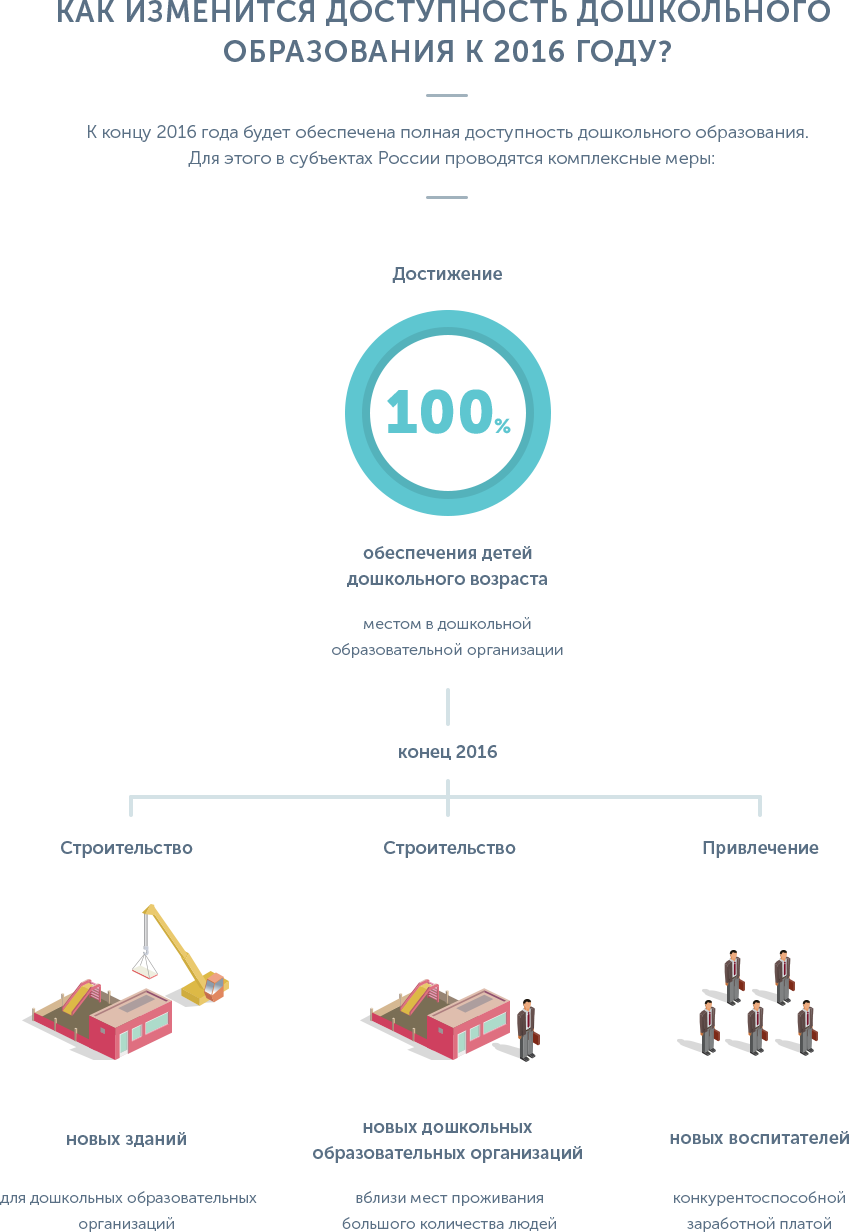 КАК ИЗМЕНИТСЯ ДОСТУПНОСТЬ ДОШКОЛЬНОГО
ОБРАЗОВАНИЯ К 2016 ГОДУ?
К концу 2016 года будет обеспечена полная доступность дошкольного образования.
Для этого в субъектах России проводятся комплексные меры:
Достижение
100%
обеспечения детей
дошкольного возраста
местом в дошкольной
образовательной организации
конец 2016
Строительство
новых зданий
для дошкольных образовательных
организаций
Строительство
новых дошкольных
образовательных организаций
вблизи мест проживания
большого количества людей
Привлечение
новых воспитателей
конкурентоспособной
заработной платой